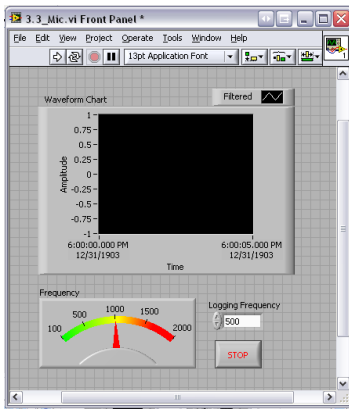 3.3_Mic.vi Front Panel *
File Edit View Project Operate Tools Window Help
13pt Application Font
1
Waveform Chart
Filtered
Amplitude
1
0.75
0.5
0.25
0
-0.25
-0.5
-0.75
-1
6:00:00.000 PM 6:00:05.000 PM
12/31/1903 12/31/1903
Time
Frequency
100 500 1000 1500 2000
Logging Frequency
500
STOP